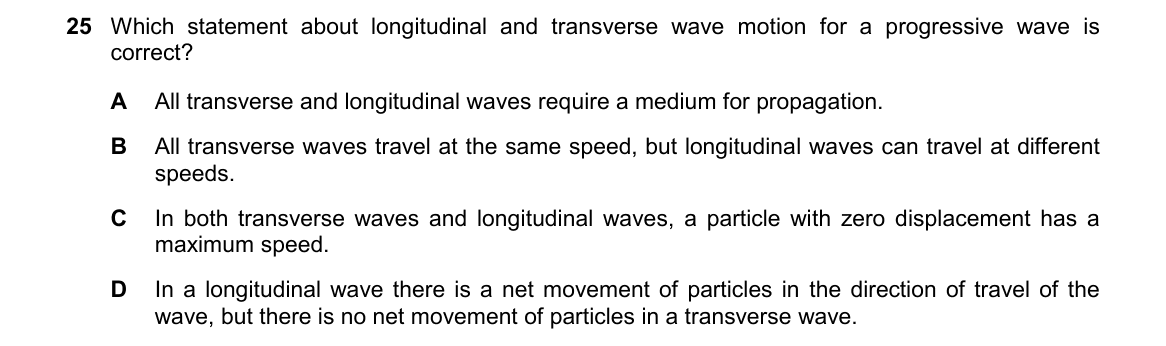 25 Which statement about longitudinal and transverse wave motion for a progressive wave is
correct?
A All transverse and longitudinal waves require a medium for propagation.
B All transverse waves travel at the same speed, but longitudinal waves can travel at different
speeds.
C In both transverse waves and longitudinal waves, a particle with zero displacement has a
maximum speed.
D In a longitudinal wave there is a net movement of particles in the direction of travel of the
wave, but there is no net movement of particles in a transverse wave.